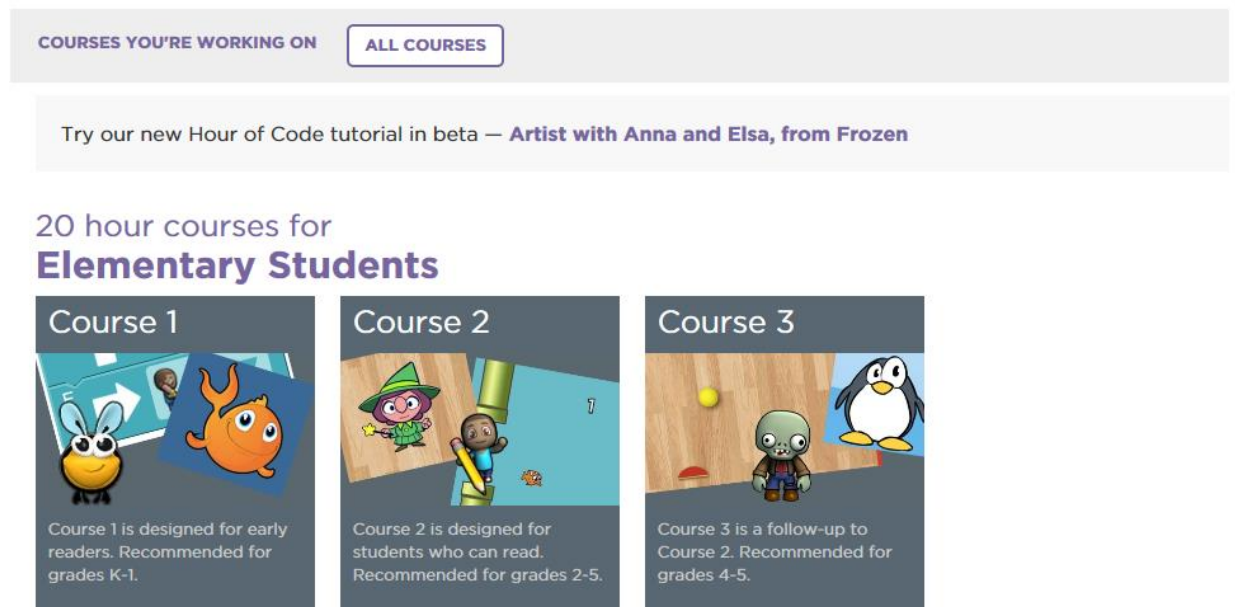 COURSES YOU'RE WORKING ON
ALL COURSES
Try our new Hour of Code tutorial in beta — Artist with Anna and Elsa, from Frozen
20 hour courses for
Elementary Students
Course 1
E
Course 1 is designed for early
readers. Recommended for
grades K-1.
Course 2
7
Course 2 is designed for
students who can read.
Recommended for grades 2-5.
Course 3
Course 3 is a follow-up to
Course 2. Recommended for
grades 4-5.